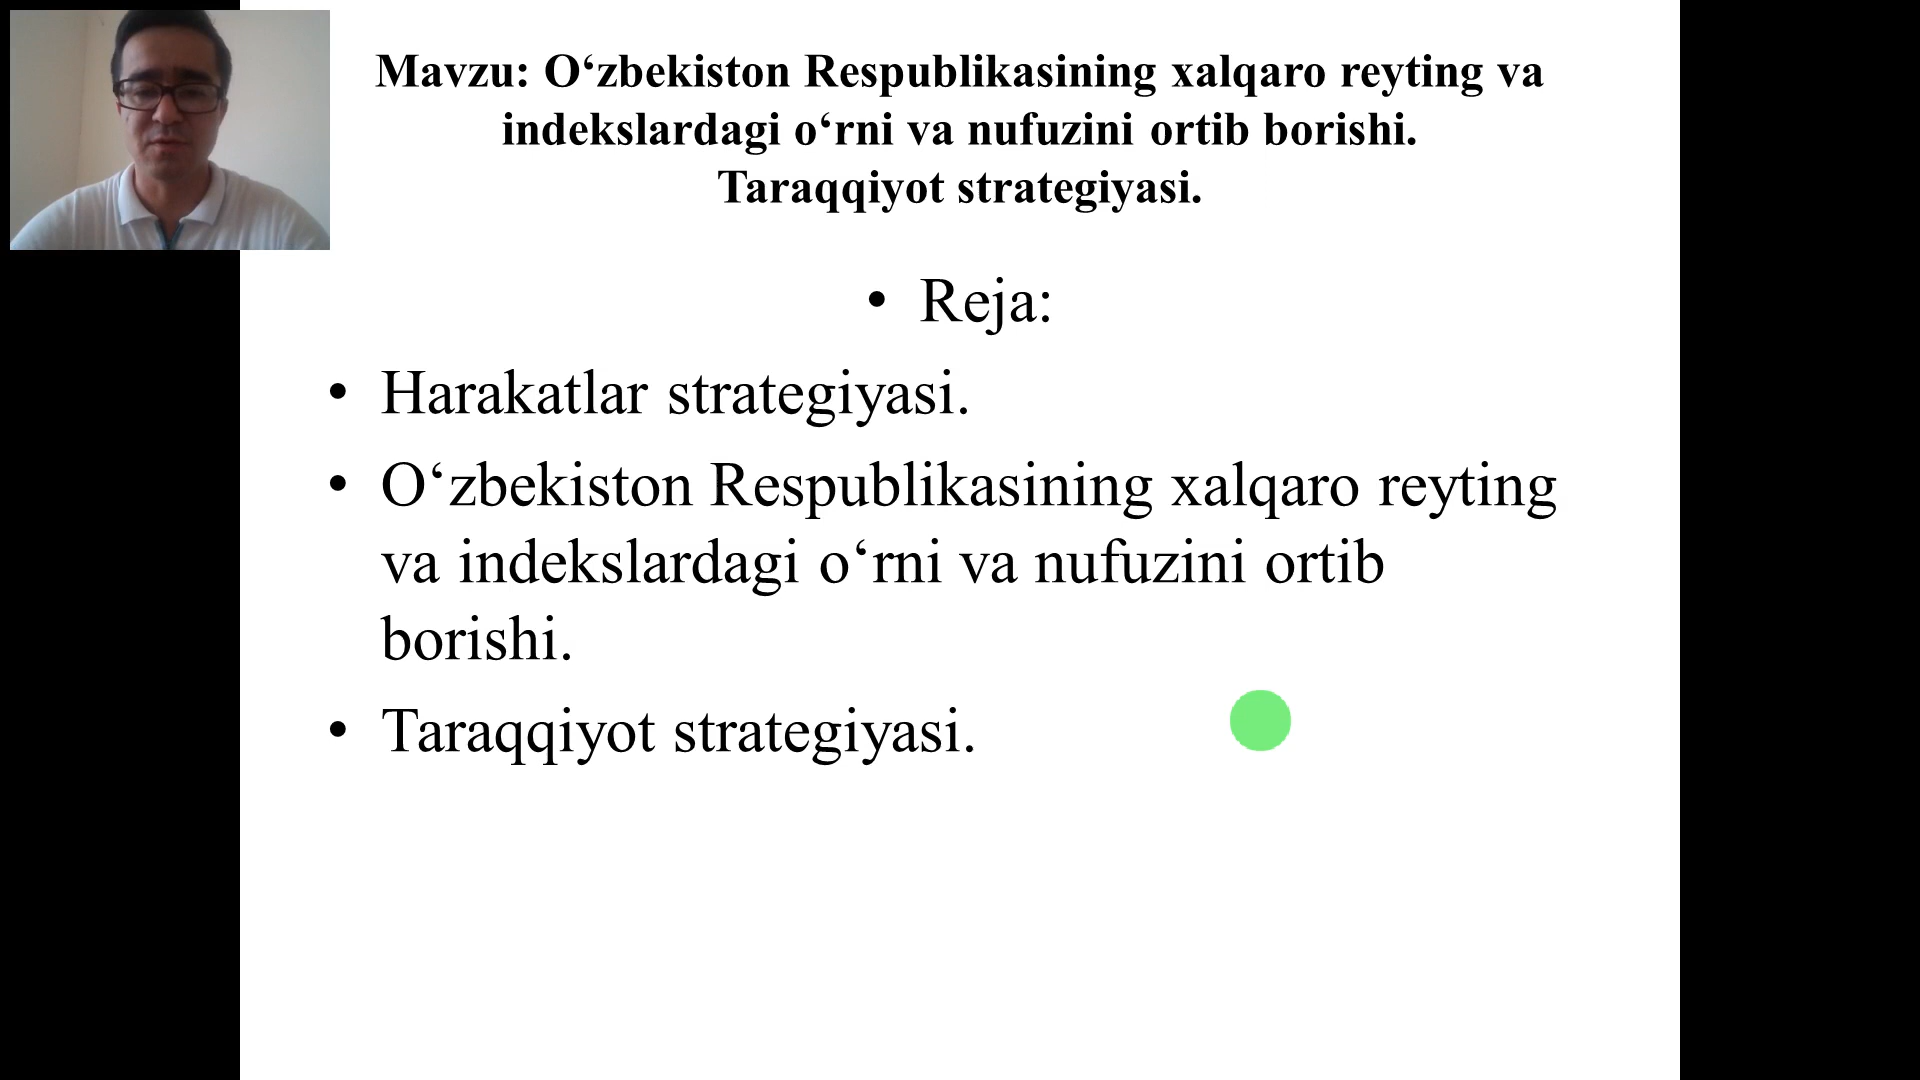 Mavzu: O‘zbekiston Respublikasining xalqaro reyting va
indekslardagi o‘rni va nufuzini ortib borishi.
Taraqqiyot strategiyasi.
• Reja:
• Harakatlar strategiyasi.
• O‘zbekiston Respublikasining xalqaro reyting
va indekslardagi o‘rni va nufuzini ortib
borishi.
• Taraqqiyot strategiyasi.